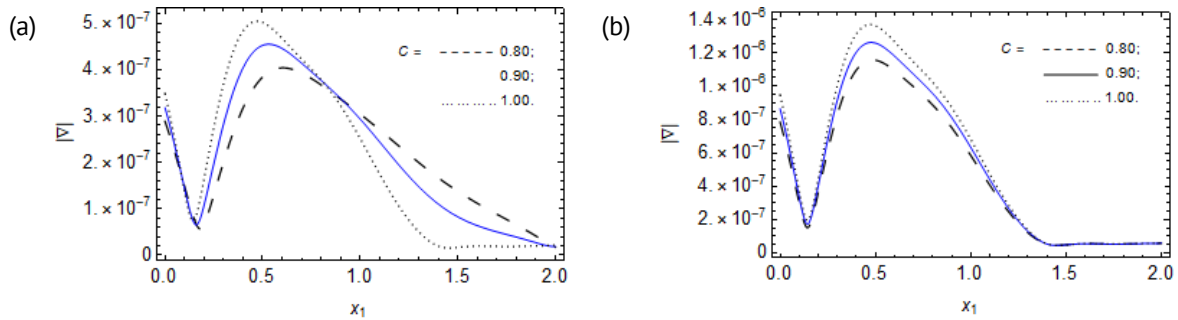 (a)
5. × 10⁻⁷
4. × 10⁻⁷
3. × 10⁻⁷
2. × 10⁻⁷
1. × 10⁻⁷
0
|∇|
C = 0.80;
0.90;
1.00.
0.0 0.5 1.0 1.5 2.0
x₁
(b)
1.4 × 10⁻⁶
1.2 × 10⁻⁶
1. × 10⁻⁶
8. × 10⁻⁷
6. × 10⁻⁷
4. × 10⁻⁷
2. × 10⁻⁷
0
|∇|
C = 0.80;
0.90;
1.00.
0.0 0.5 1.0 1.5 2.0
x₁